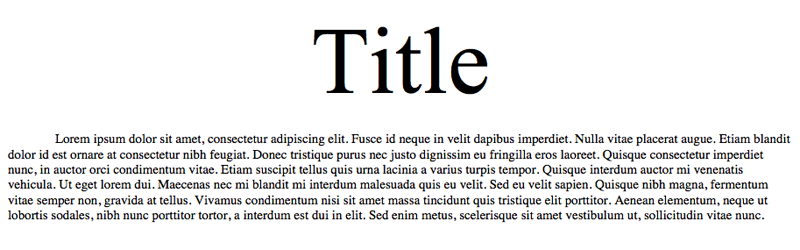 Title
Lorem ipsum dolor sit amet, consectetur adipiscing elit. Fusce id neque in velit dapibus imperdiet. Nulla vitae placerat augue. Etiam blandit
dolor id est ornare at consectetur nibh feugiat. Donec tristique purus nec justo dignissim eu fringilla eros laoreet. Quisque consectetur imperdiet
nunc, in auctor orci condimentum vitae. Etiam suscipit tellus quis urna lacinia a varius turpis tempor. Quisque interdum auctor mi venenatis
vehicula. Ut eget lorem dui. Maecenas nec mi blandit mi interdum malesuada quis eu velit. Sed eu velit sapien. Quisque nibh magna, fermentum
vitae semper non, gravida at tellus. Vivamus condimentum nisi sit amet massa tincidunt quis tristique elit porttitor. Aenean elementum, neque ut
lobortis sodales, nibh nunc porttitor tortor, a interdum est dui in elit. Sed enim metus, scelerisque sit amet vestibulum ut, sollicitudin vitae nunc.